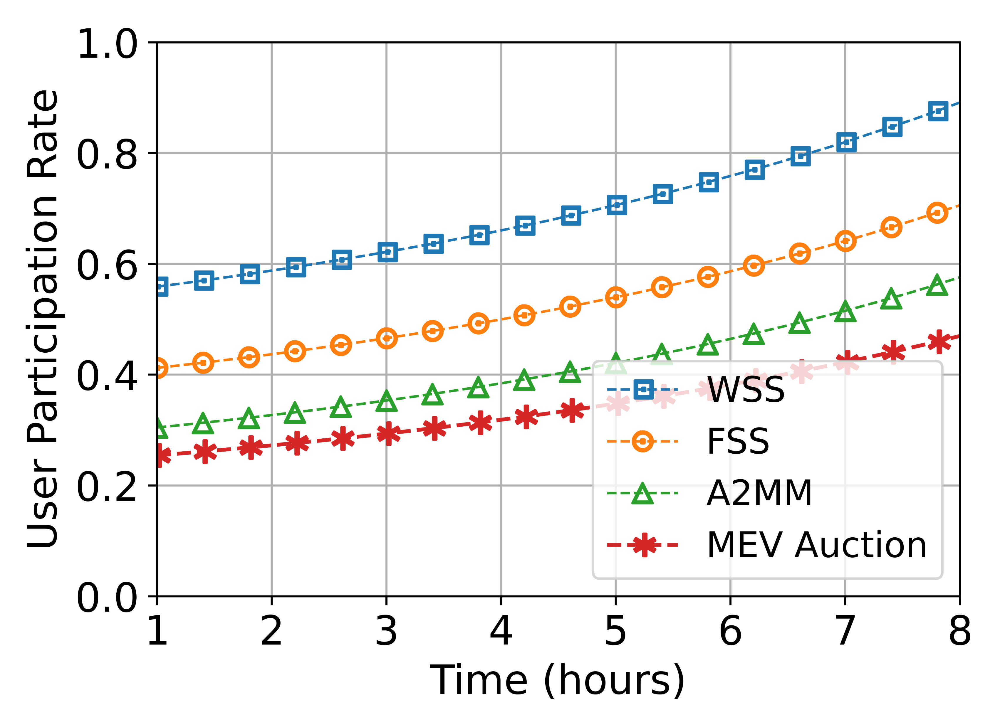 1.0
0.8
0.6
0.4
0.2
0.0
User Participation Rate
1 2 3 4 5 6 7 8
Time (hours)
WSS
FSS
A2MM
MEV Auction